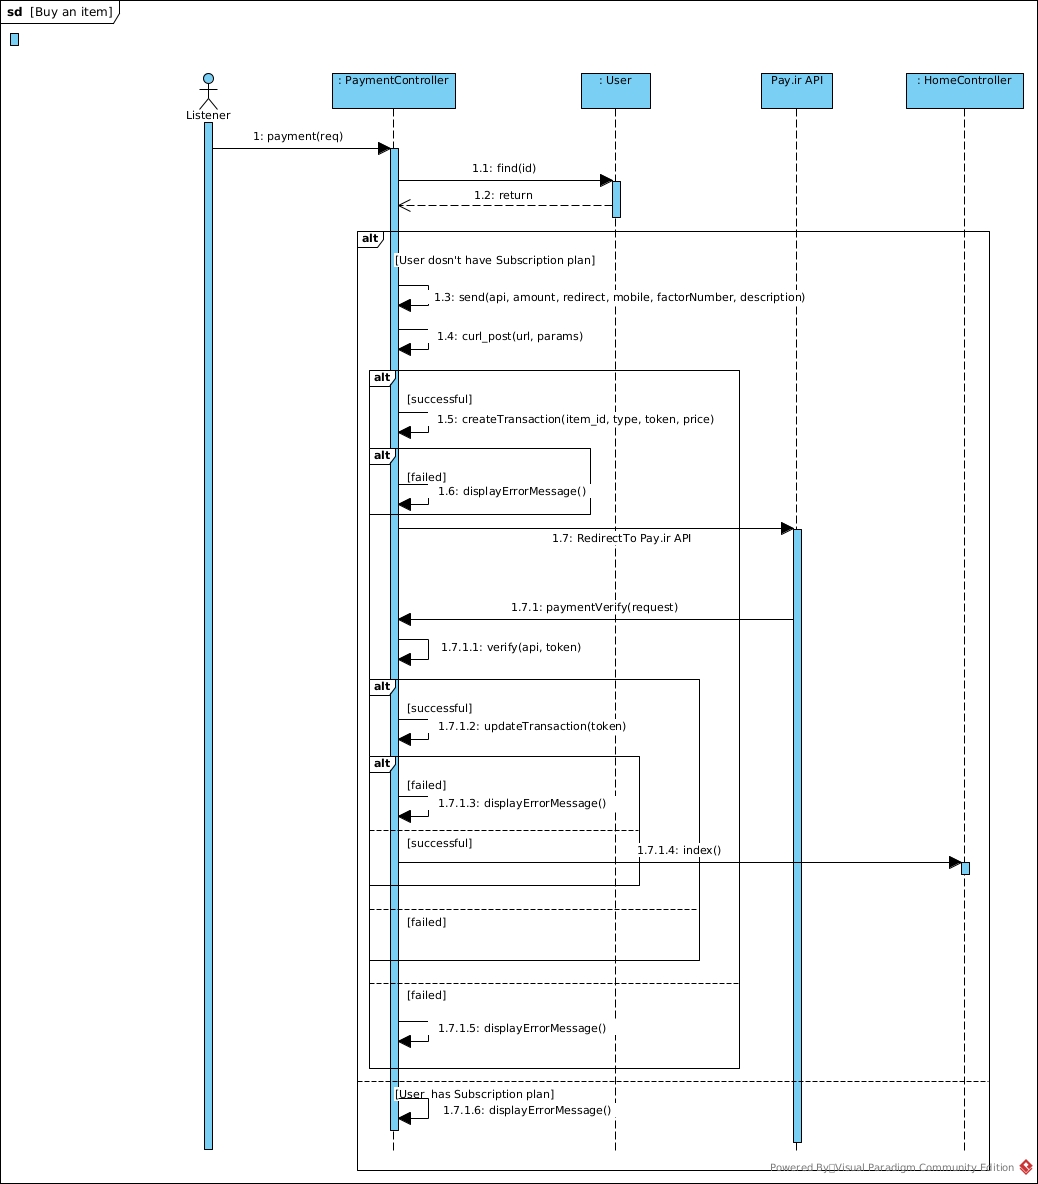 sd [Buy an item]
: PaymentController
: User
Pay.ir API
: HomeController
Listener
1: payment(req)
1.1: find(id)
1.2: return
alt
[User dosn't have Subscription plan]
1.3: send(api, amount, redirect, mobile, factorNumber, description)
1.4: curl_post(url, params)
alt
[successful]
1.5: createTransaction(item_id, type, token, price)
alt
[failed]
1.6: displayErrorMessage()
1.7: RedirectTo Pay.ir API
1.7.1: paymentVerify(request)
1.7.1.1: verify(api, token)
alt
[successful]
1.7.1.2: updateTransaction(token)
alt
[failed]
1.7.1.3: displayErrorMessage()
[successful]
1.7.1.4: index()
[failed]
[failed]
1.7.1.5: displayErrorMessage()
[User has Subscription plan]
1.7.1.6: displayErrorMessage()
Powered By Visual Paradigm Community Edition